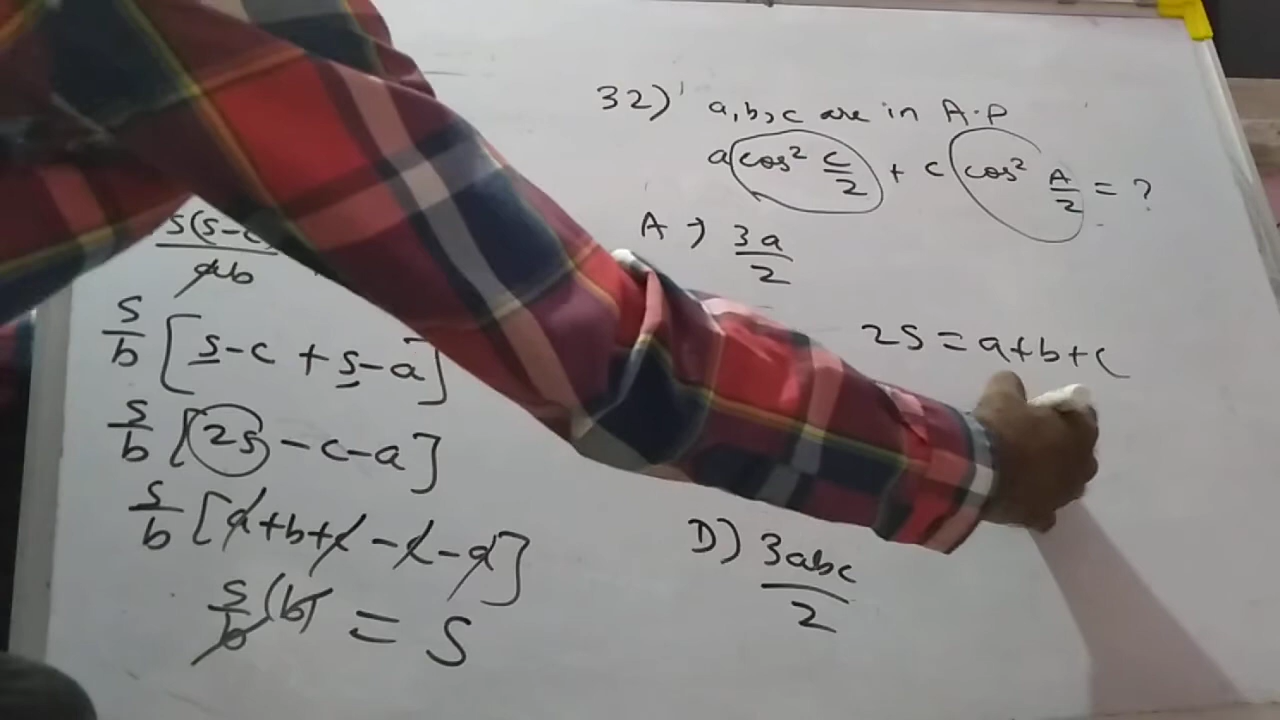 32) a, b, c are in A.P
a cos² C/2 + c cos² A/2 = ?
A → 3a/2
2S = a+b+c
D) 3abc/2
s(s-c)/ab
s/b [s-c + s-a]
s/b [2s - c - a]
s/b [a+b+c - c - a]
s/b (b) = S